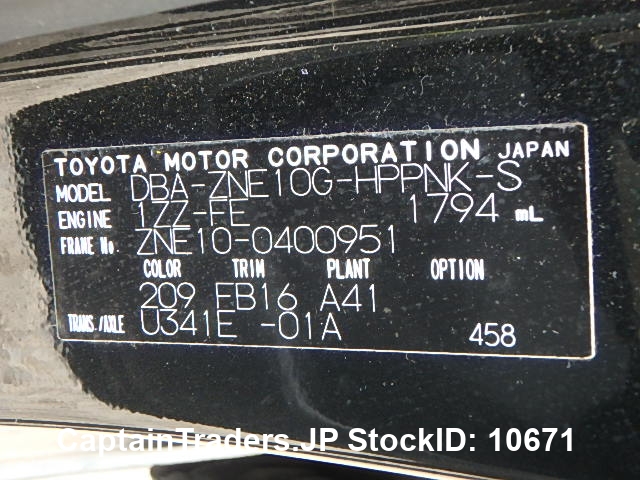 TOYOTA MOTOR CORPORATION JAPAN
MODEL DBA-ZNE10G-HPPNK-S
ENGINE 1ZZ-FE 1794 mL
FRAME No ZNE10-0400951
COLOR TRIM PLANT OPTION
209 FB16 A41
TRANS./AXLE U341E -01A 458
CaptainTraders.JP StockID: 10671